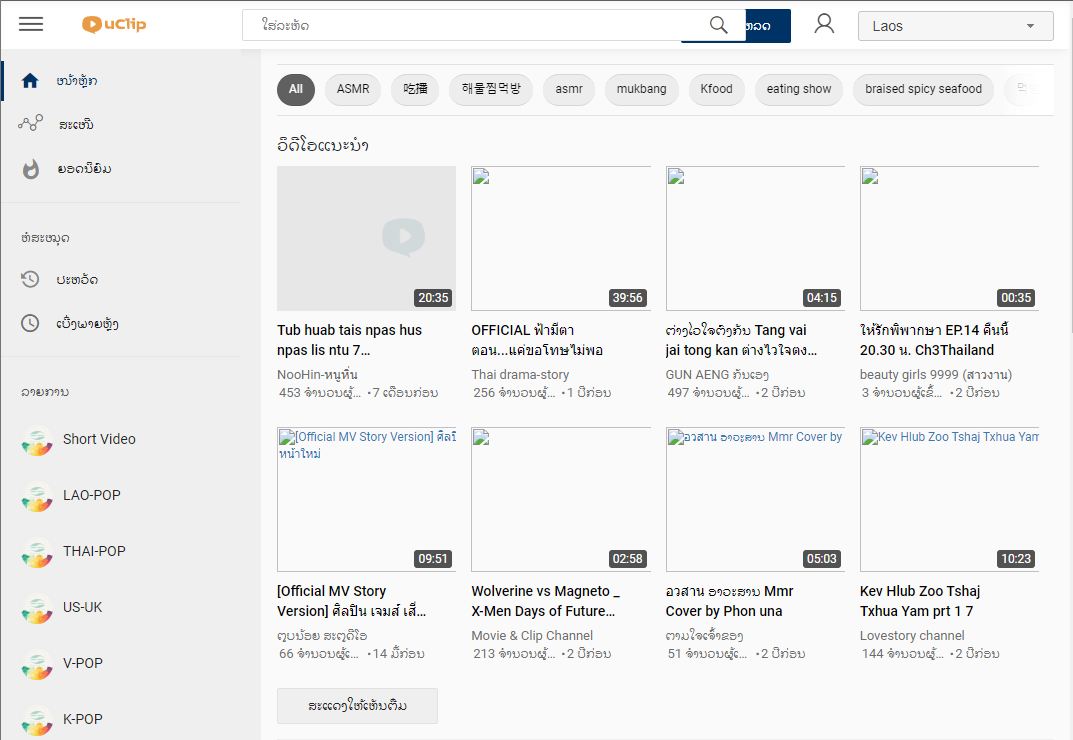 uClip
ໃສ່ລະຫັດ
ຫລດ
Laos
ໜ້າຫຼັກ
ສະເໜີ
ຍອດນິຍົມ
ຫໍສະໝຸດ
ປະຫວັດ
ເບິ່ງພາຍຫຼັງ
ລາຍການ
Short Video
LAO-POP
THAI-POP
US-UK
V-POP
K-POP
All
ASMR
吃播
해물찜먹방
asmr
mukbang
Kfood
eating show
braised spicy seafood
ວິດີໂອແນະນຳ
20:35
39:56
04:15
00:35
Tub huab tais npas hus
npas lis ntu 7…
NooHin-หนูหิ่น
453 ຈຳນວນຜູ້… •7 ເດືອນກ່ອນ
OFFICIAL ฟ้ามีตา
ตอน...แค่ขอโทษไม่พอ
Thai drama-story
256 ຈຳນວນຜູ້… •1 ປີກ່ອນ
ຕ່າງໄວໃຈຕົງກັນ Tang vai
jai tong kan ต่างไวใจตง…
GUN AENG ກັນເອງ
497 ຈຳນວນຜູ້… •2 ປີກ່ອນ
ให้รักพิพากษา EP.14 คืนนี้
20.30 น. Ch3Thailand
beauty girls 9999 (ສາວງານ)
3 ຈຳນວນຜູ້ເຂົ້… •2 ປີກ່ອນ
[Official MV Story Version] ศิลปิ
หน้าใหม่
09:51
02:58
อวสาน ອາວະສານ Mmr Cover by
05:03
Kev Hlub Zoo Tshaj Txhua Yam
10:23
[Official MV Story
Version] ศิลปิน เจมส์ เสื…
ຕູບນ້ອຍ ສະຕູດີໂອ
66 ຈຳນວນຜູ້ເ… •14 ມື້ກ່ອນ
Wolverine vs Magneto _
X-Men Days of Future…
Movie & Clip Channel
213 ຈຳນວນຜູ້… •2 ປີກ່ອນ
อวสาน ອາວະສານ Mmr
Cover by Phon una
ຕາມໃຈເຈົ້າຂອງ
51 ຈຳນວນຜູ້ເ… •2 ປີກ່ອນ
Kev Hlub Zoo Tshaj
Txhua Yam prt 1 7
Lovestory channel
144 ຈຳນວນຜູ້… •2 ປີກ່ອນ
ສະແດງໃຫ້ເຫັນຕື່ມ